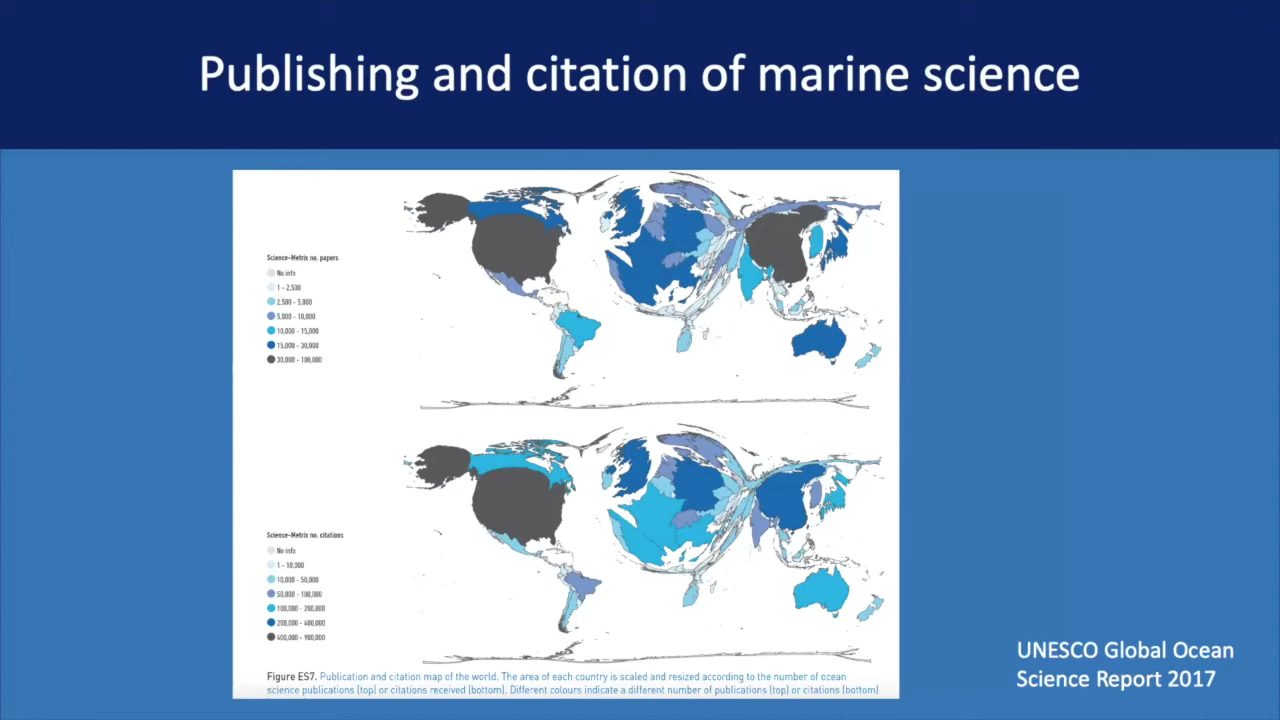 Publishing and citation of marine science
Science-Metrix no. papers
No info
1 - 2,500
2,500 - 5,000
5,000 - 10,000
10,000 - 15,000
15,000 - 30,000
30,000 - 100,000
Science-Metrix no. citations
No info
1 - 10,000
10,000 - 50,000
50,000 - 100,000
100,000 - 200,000
200,000 - 400,000
400,000 - 900,000
Figure ES7. Publication and citation map of the world. The area of each country is scaled and resized according to the number of ocean
science publications (top) or citations received (bottom). Different colours indicate a different number of publications (top) or citations (bottom)
UNESCO Global Ocean
Science Report 2017